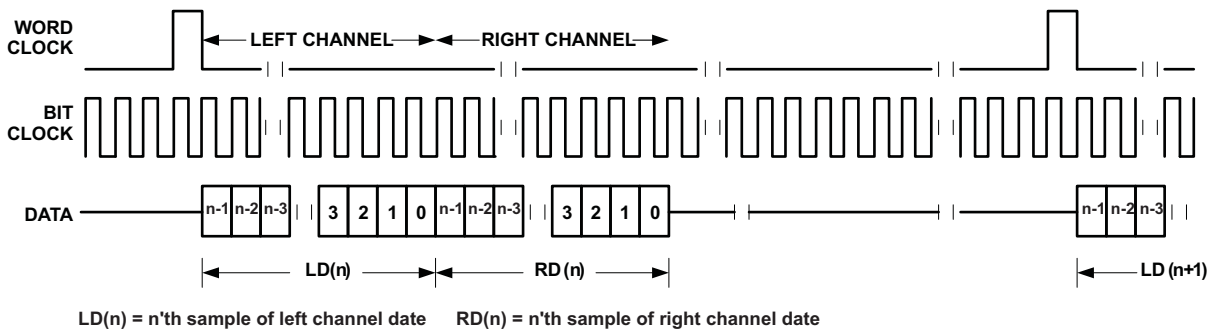 WORD
CLOCK
LEFT CHANNEL
RIGHT CHANNEL
BIT
CLOCK
DATA
n-1 n-2 n-3 3 2 1 0 n-1 n-2 n-3 3 2 1 0 n-1 n-2 n-3
LD(n) RD(n) LD (n+1)
LD(n) = n'th sample of left channel date RD(n) = n'th sample of right channel date